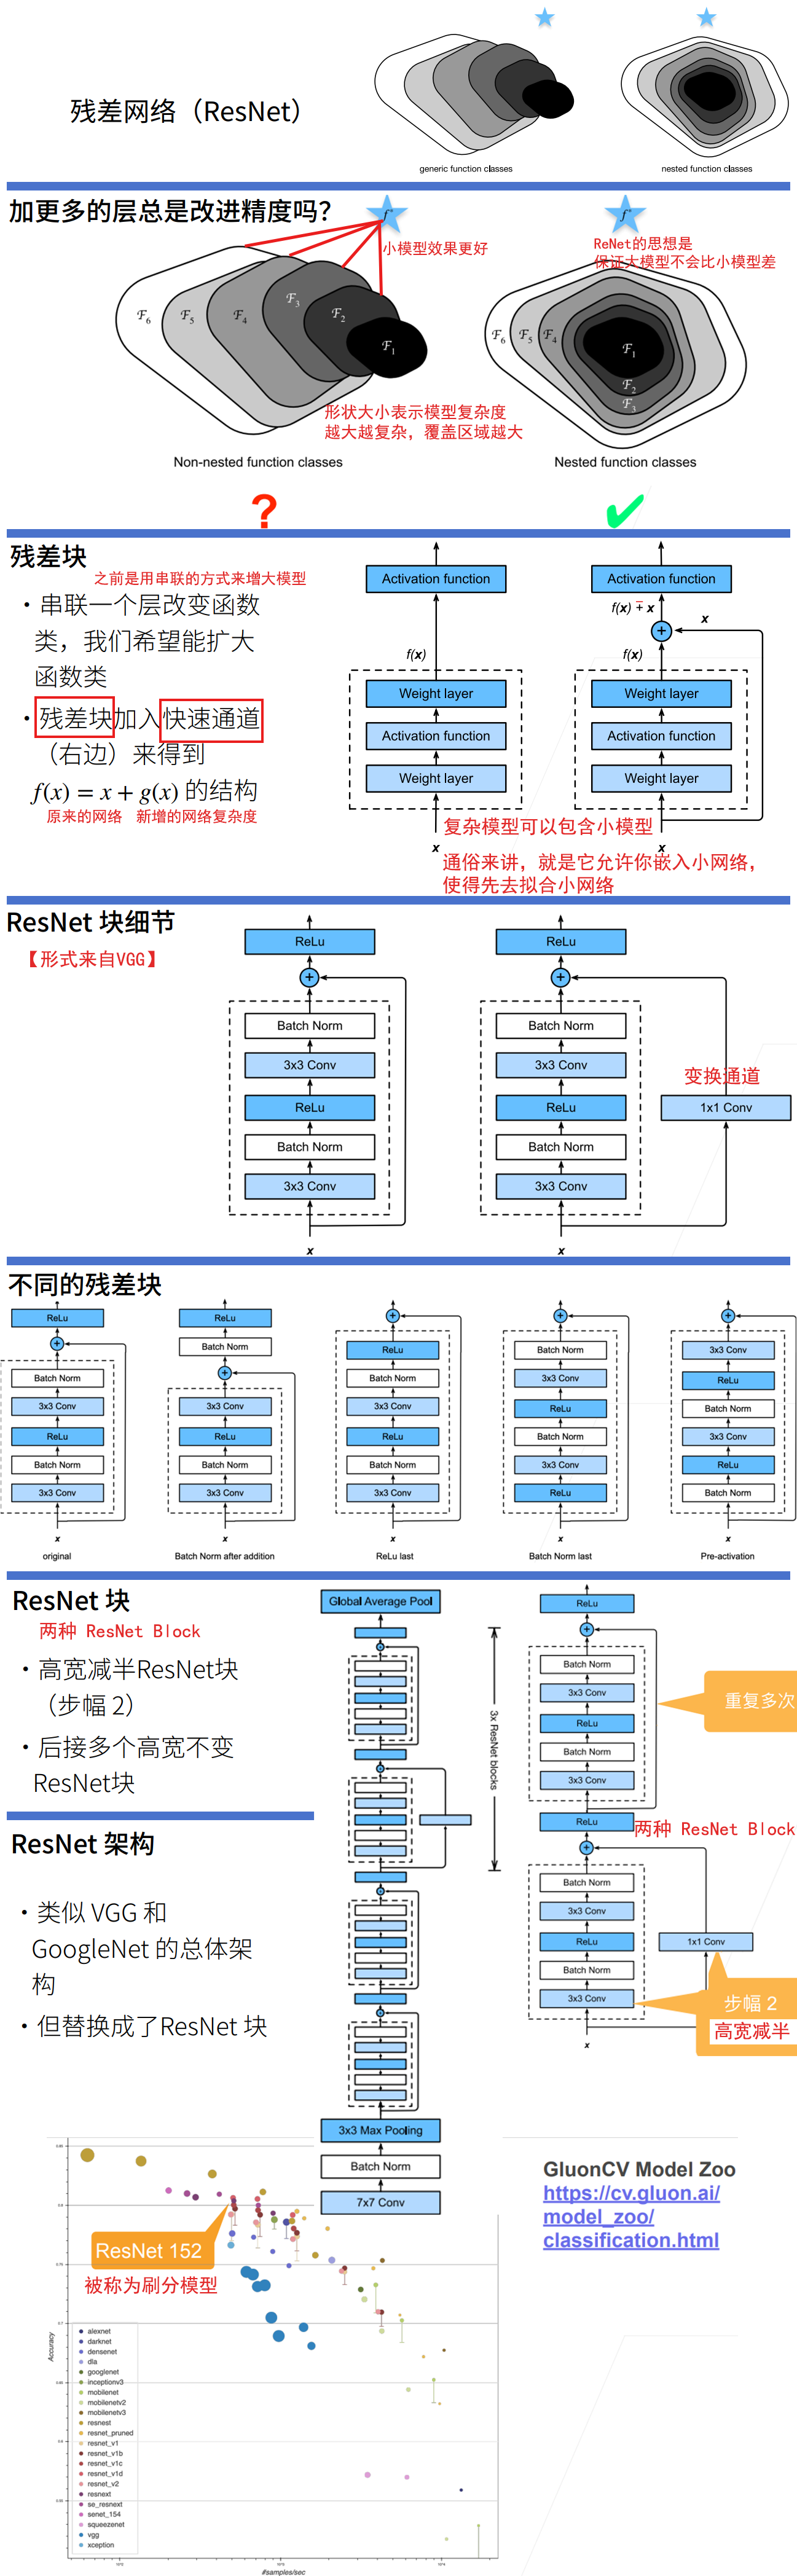 残差网络（ResNet）
generic function classes
nested function classes
加更多的层总是改进精度吗？
f*
f*
小模型效果更好
ReNet的思想是
保证大模型不会比小模型差
F6
F5
F4
F3
F2
F1
F6
F5
F4
F1
F2
F3
形状大小表示模型复杂度
越大越复杂，覆盖区域越大
Non-nested function classes
Nested function classes
?
残差块
之前是用串联的方式来增大模型
• 串联一个层改变函数
类，我们希望能扩大
函数类
• 残差块加入快速通道
（右边）来得到
f(x) = x + g(x) 的结构
原来的网络 新增的网络复杂度
Activation function
f(x)
Weight layer
Activation function
Weight layer
x
Activation function
f(x) + x
x
+
f(x)
Weight layer
Activation function
Weight layer
x
复杂模型可以包含小模型
通俗来讲，就是它允许你嵌入小网络，
使得先去拟合小网络
ResNet 块细节
【形式来自VGG】
ReLu
+
Batch Norm
3x3 Conv
ReLu
Batch Norm
3x3 Conv
x
ReLu
+
Batch Norm
3x3 Conv
ReLu
Batch Norm
3x3 Conv
x
变换通道
1x1 Conv
不同的残差块
ReLu
+
Batch Norm
3x3 Conv
ReLu
Batch Norm
3x3 Conv
x
original
ReLu
Batch Norm
+
3x3 Conv
ReLu
Batch Norm
3x3 Conv
x
Batch Norm after addition
+
ReLu
Batch Norm
3x3 Conv
ReLu
Batch Norm
3x3 Conv
x
ReLu last
+
Batch Norm
3x3 Conv
ReLu
Batch Norm
3x3 Conv
ReLu
x
Batch Norm last
+
3x3 Conv
ReLu
Batch Norm
3x3 Conv
ReLu
Batch Norm
x
Pre-activation
ResNet 块
两种 ResNet Block
• 高宽减半ResNet块
（步幅 2）
• 后接多个高宽不变
ResNet块
ResNet 架构
• 类似 VGG 和
GoogleNet 的总体架
构
• 但替换成了ResNet 块
Global Average Pool
3x ResNet blocks
3x3 Max Pooling
Batch Norm
7x7 Conv
ReLu
+
Batch Norm
3x3 Conv
ReLu
Batch Norm
3x3 Conv
重复多次
ReLu
两种 ResNet Block
+
Batch Norm
3x3 Conv
ReLu
1x1 Conv
Batch Norm
3x3 Conv
步幅 2
高宽减半
x
GluonCV Model Zoo
https://cv.gluon.ai/
model_zoo/
classification.html
ResNet 152
被称为刷分模型
Accuracy
alexnet
darknet
densenet
dla
googlenet
inceptionv3
mobilenet
mobilenetv2
mobilenetv3
resnest
resnet_pruned
resnet_v1
resnet_v1b
resnet_v1c
resnet_v1d
resnet_v2
resnext
se_resnext
senet_154
squeezenet
vgg
xception
#samples/sec